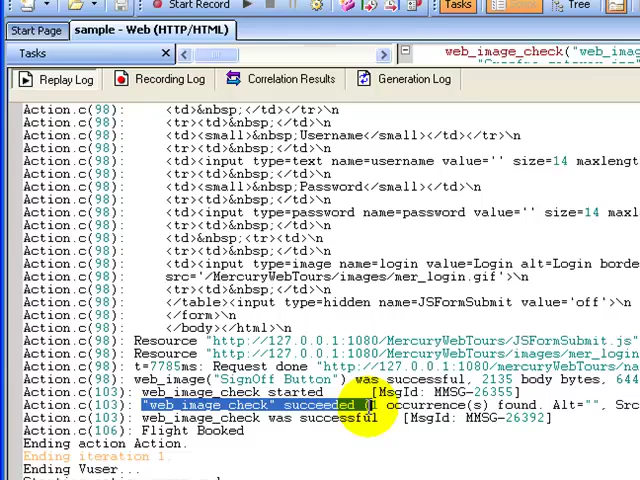 Start Record Tasks Script Tree
Start Page sample - Web (HTTP/HTML)
Tasks
web_image_check("web_imag
Replay Log Recording Log Correlation Results Generation Log
Action.c(98): <td>&nbsp;</td></tr>\n
Action.c(98): <tr><td>&nbsp;</td>\n
Action.c(98): <td><small>Username</small></td>\n
Action.c(98): <tr><td>&nbsp;</td>\n
Action.c(98): <td><input type=text name=username value='' size=14 maxlengt
Action.c(98): <tr><td>&nbsp;</td>\n
Action.c(98): <td><small>Password</small></td>\n
Action.c(98): <tr><td>&nbsp;</td>\n
Action.c(98): <td><input type=password name=password value='' size=14
Action.c(98): <tr><td>&nbsp;</td>\n
Action.c(98): <tr>&nbsp;<tr><td>\n
Action.c(98): <tr><td>&nbsp;</td>\n
Action.c(98): <td><input type=image name=login value=Login alt=Login borde
Action.c(98): src='/MercuryWebTours/images/mer_login.gif'>\n
Action.c(98): <tr><td>&nbsp;</td>\n
Action.c(98): </table><input type=hidden name=JSFormSubmit value='off'>\n
Action.c(98): </form>\n
Action.c(98): </body></html>\n
Action.c(98): Resource "http://127.0.0.1:1080/MercuryWebTours/JSFormSubmit.js"
Action.c(98): Resource "http://127.0.0.1:1080/MercuryWebTours/images/mer_login
Action.c(98): t=7785ms: Request done "http://127.0.0.1:1080/MercuryWebTours/
Action.c(98): web_image("SignOff Button") was successful, 2135 body bytes, 644
Action.c(103): web_image_check started [MsgId: MMSG-26355]
Action.c(103): "web_image_check" succeeded (1 occurrence(s) found. Alt="", Src
Action.c(103): web_image_check was successful [MsgId: MMSG-26392]
Action.c(106): Flight Booked
Ending action Action.
Ending iteration 1.
Ending Vuser...